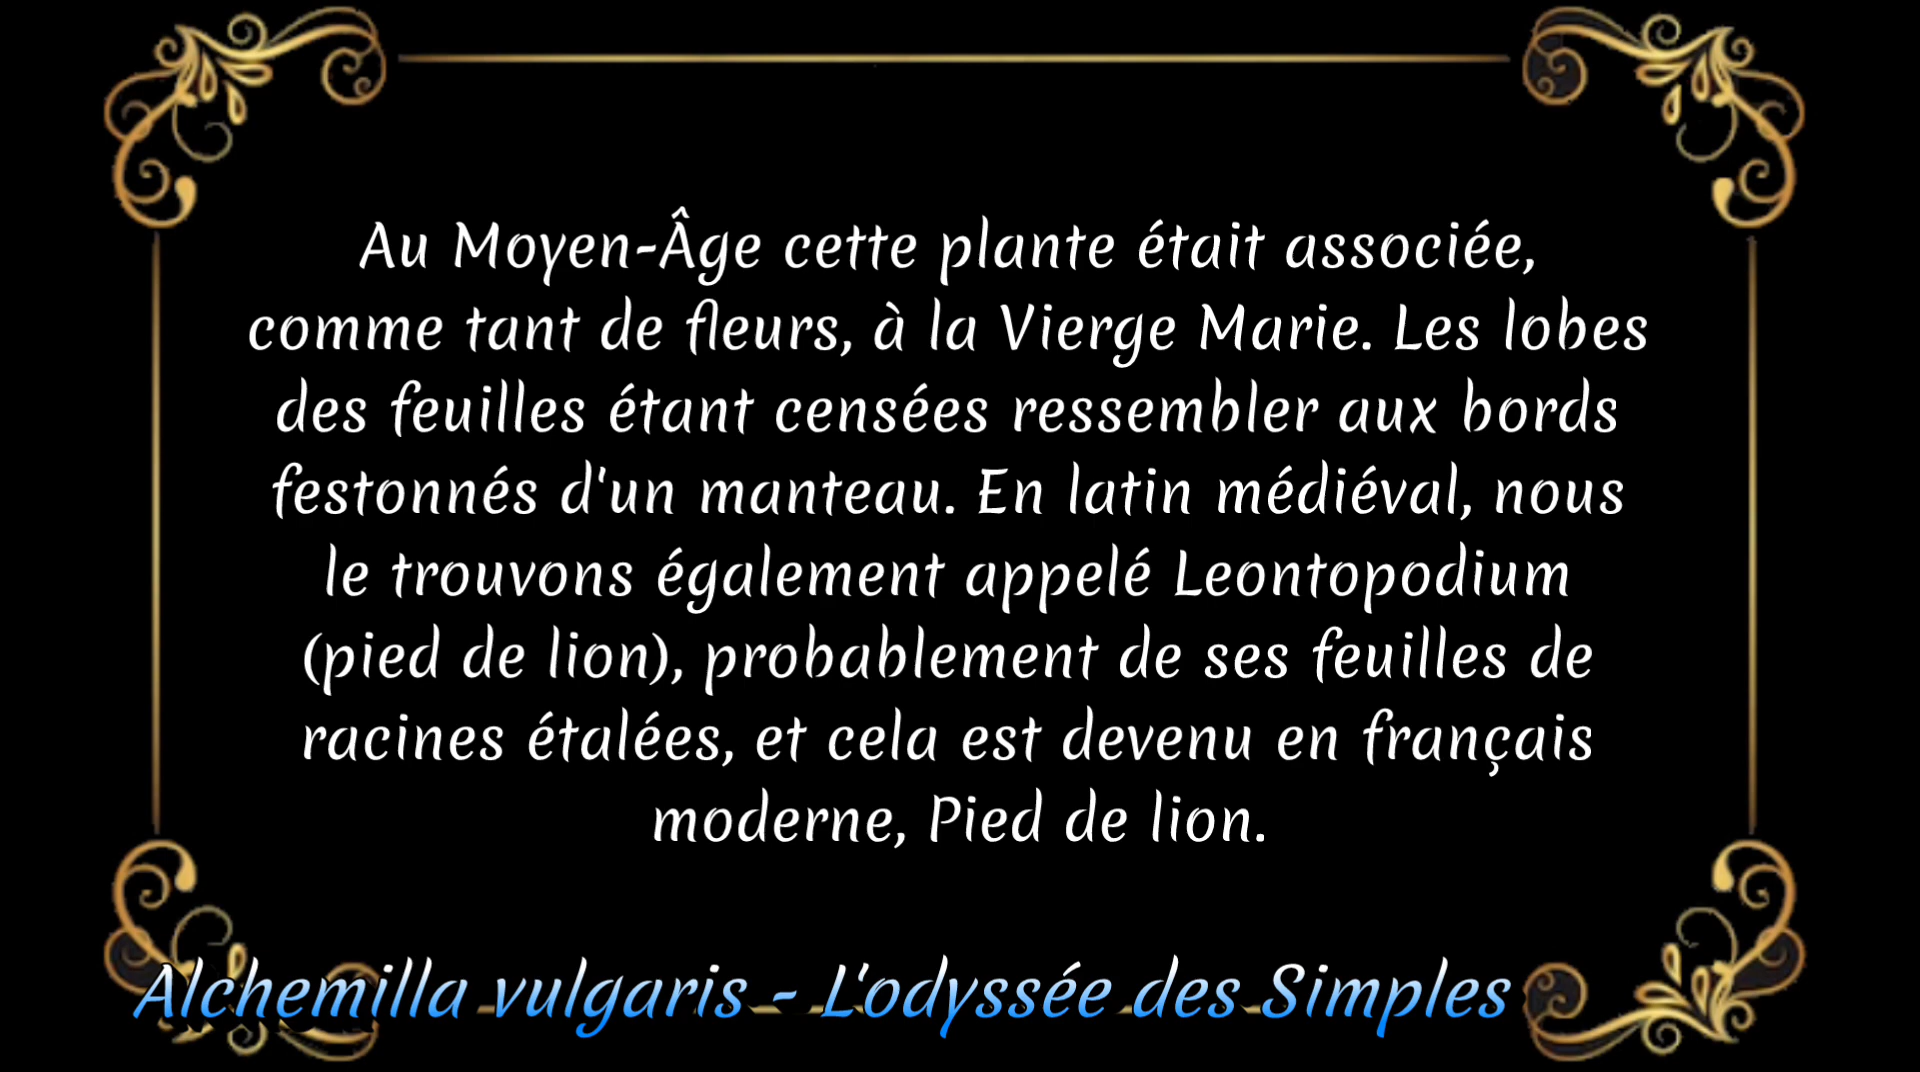 Au Moyen-Âge cette plante était associée,
comme tant de fleurs, à la Vierge Marie. Les lobes
des feuilles étant censées ressembler aux bords
festonnés d'un manteau. En latin médiéval, nous
le trouvons également appelé Leontopodium
(pied de lion), probablement de ses feuilles de
racines étalées, et cela est devenu en français
moderne, Pied de lion.
Alchemilla vulgaris - L'odyssée des Simples